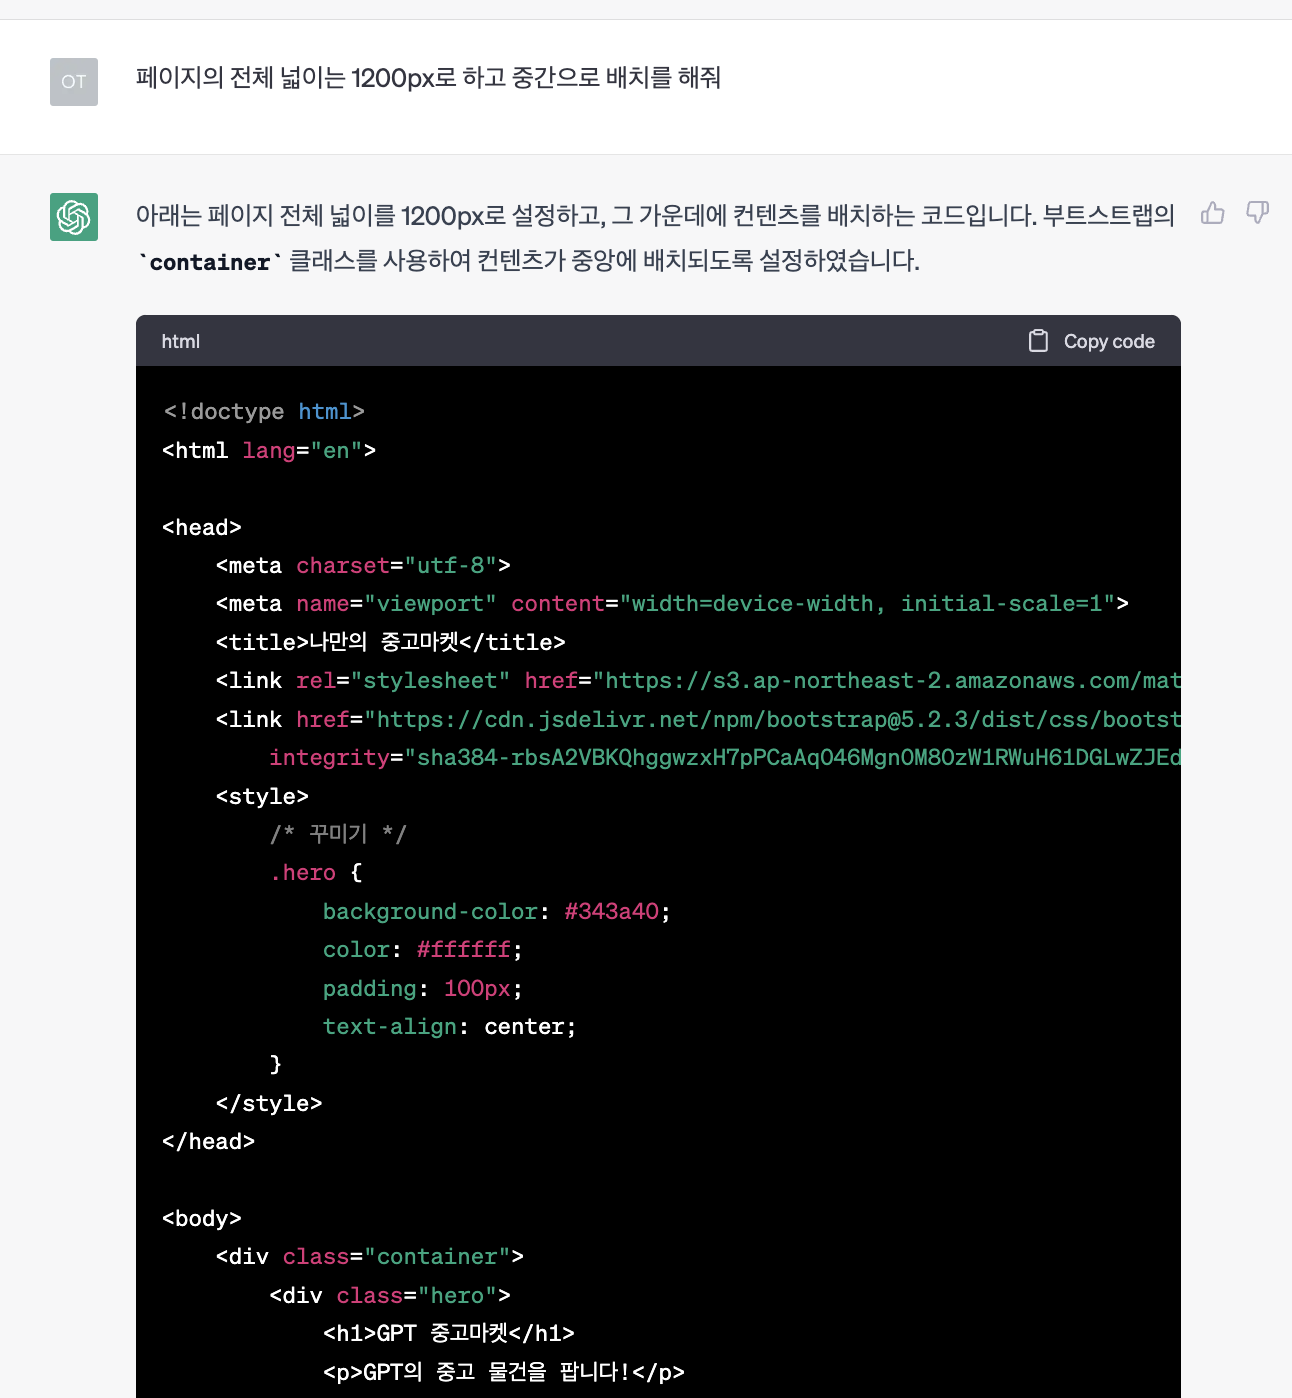 OT
페이지의 전체 넓이는 1200px로 하고 중간으로 배치를 해줘
아래는 페이지 전체 넓이를 1200px로 설정하고, 그 가운데에 컨텐츠를 배치하는 코드입니다. 부트스트랩의
`container` 클래스를 사용하여 컨텐츠가 중앙에 배치되도록 설정하였습니다.
html
Copy code
<!doctype html>
<html lang="en">
<head>
<meta charset="utf-8">
<meta name="viewport" content="width=device-width, initial-scale=1">
<title>나만의 중고마켓</title>
<link rel="stylesheet" href="https://s3.ap-northeast-2.amazonaws.com/mat
<link href="https://cdn.jsdelivr.net/npm/bootstrap@5.2.3/dist/css/bootst
integrity="sha384-rbsA2VBKQhggwzxH7pPCaAqO46MgnOM80zW1RWuH61DGLwZJEd
<style>
/* 꾸미기 */
.hero {
background-color: #343a40;
color: #ffffff;
padding: 100px;
text-align: center;
}
</style>
</head>
<body>
<div class="container">
<div class="hero">
<h1>GPT 중고마켓</h1>
<p>GPT의 중고 물건을 팝니다!</p>